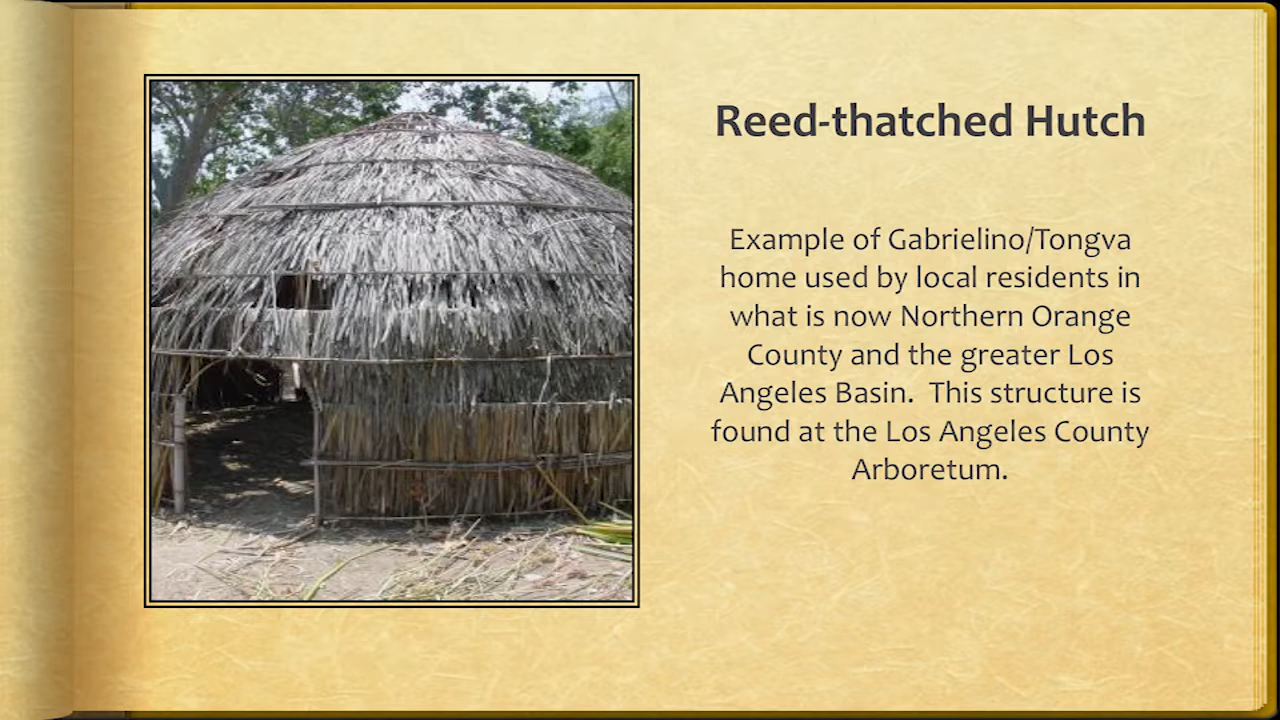 Reed-thatched Hutch
Example of Gabrielino/Tongva
home used by local residents in
what is now Northern Orange
County and the greater Los
Angeles Basin.  This structure is
found at the Los Angeles County
Arboretum.